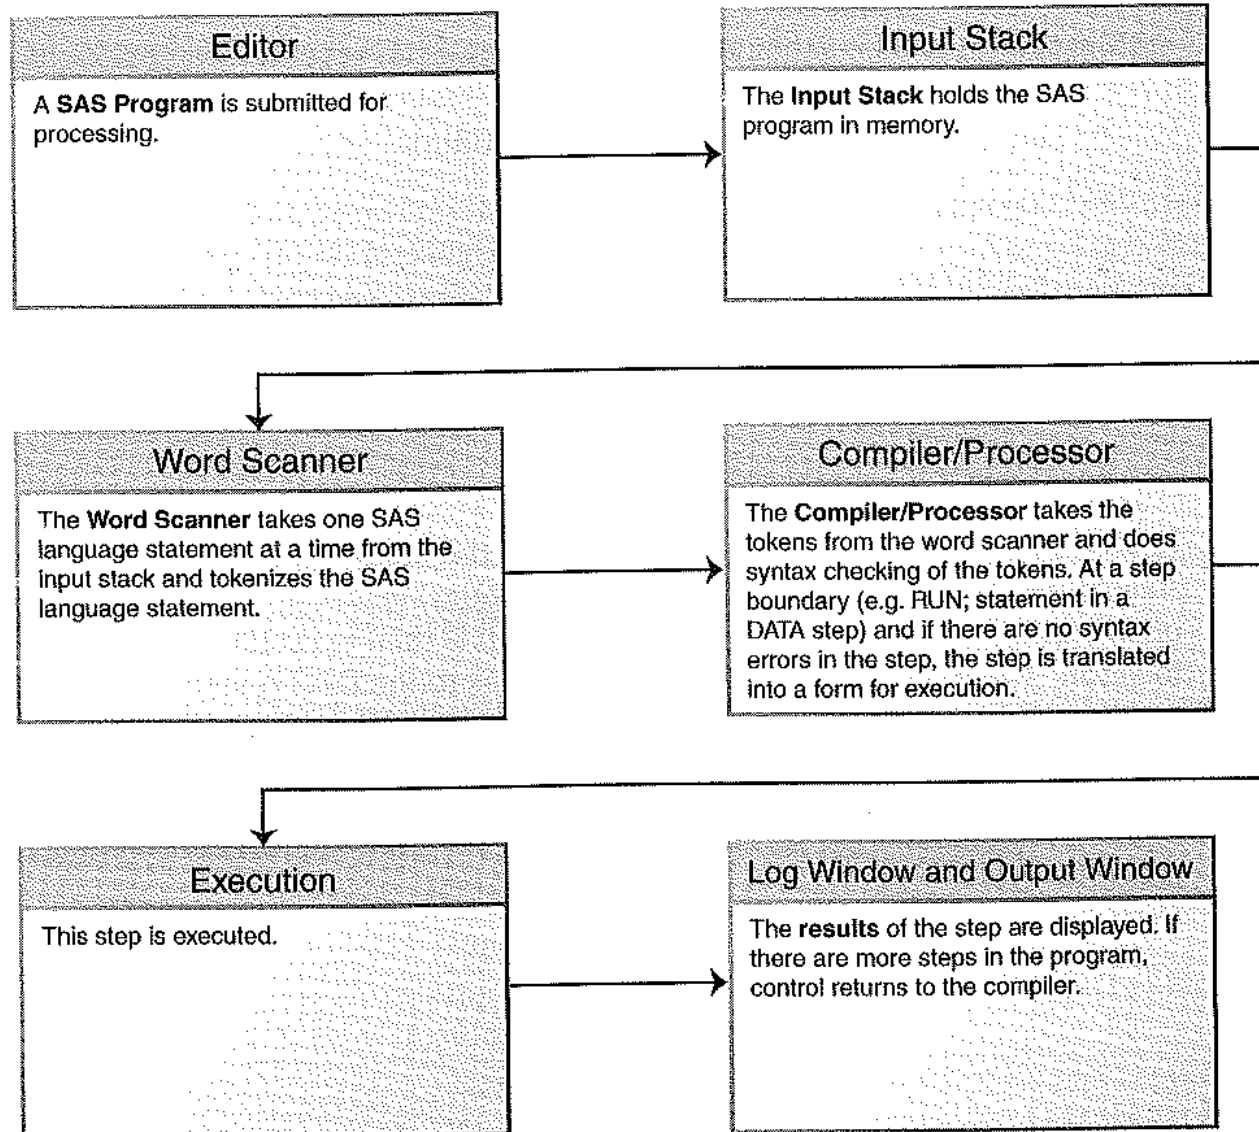 Editor
A SAS Program is submitted for
processing.
Input Stack
The Input Stack holds the SAS
program in memory.
Word Scanner
The Word Scanner takes one SAS
language statement at a time from the
input stack and tokenizes the SAS
language statement.
Compiler/Processor
The Compiler/Processor takes the
tokens from the word scanner and does
syntax checking of the tokens. At a step
boundary (e.g. RUN; statement in a
DATA step) and if there are no syntax
errors in the step, the step is translated
into a form for execution.
Execution
This step is executed.
Log Window and Output Window
The results of the step are displayed. If
there are more steps in the program,
control returns to the compiler.